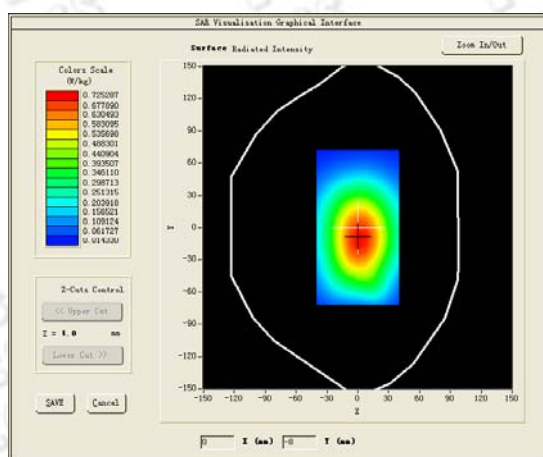 SAR Visualisation Graphical Interface
Surface Radiated Intensity
Zoom In/Out
Colors Scale
(W/kg)
0.725287
0.677890
0.630493
0.583095
0.535698
0.488301
0.440904
0.393507
0.346110
0.298713
0.251315
0.203918
0.156521
0.109124
0.061727
0.014330
150
120
90
60
30
0
-30
-60
-90
-120
-150
Y
-150 -120 -90 -60 -30 0 30 60 90 120 150
X
Z-Cuts Control
<< Upper Cut
mm
Lower Cut >>
SAVE
Cancel
0 X (mm) -8 Y (mm)